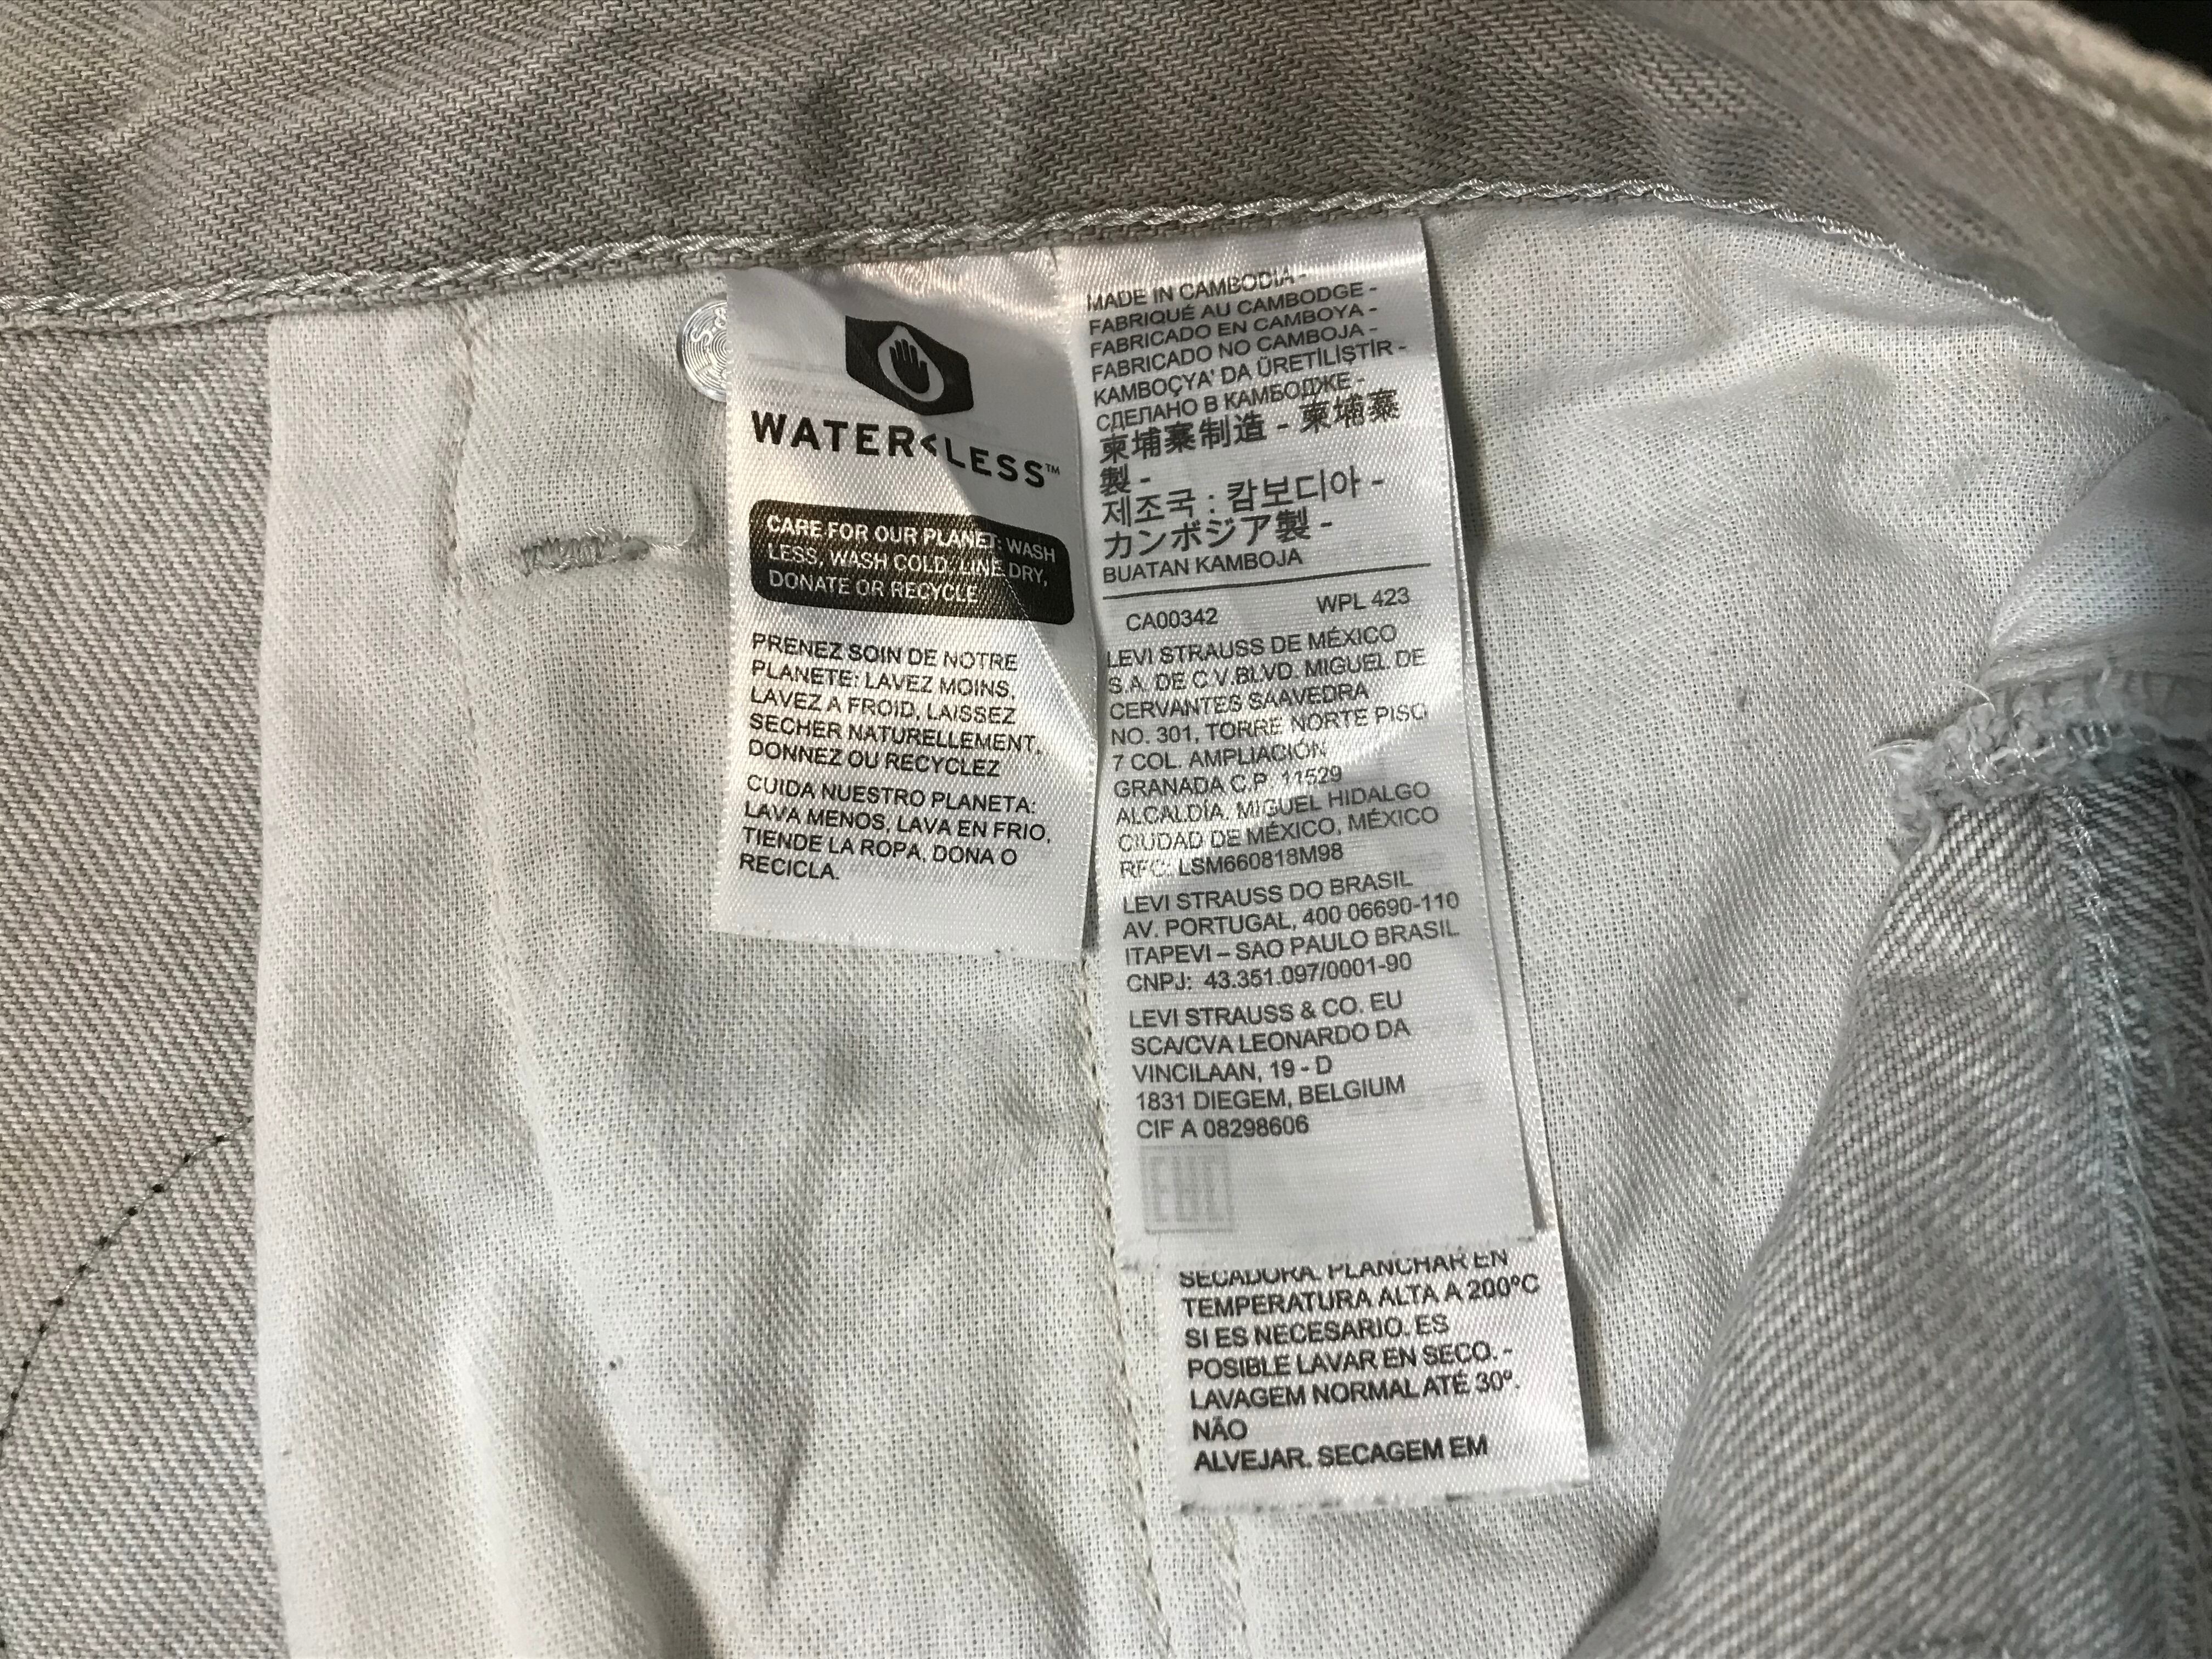 WATER<LESS™
CARE FOR OUR PLANET: WASH
LESS, WASH COLD, LINE DRY,
DONATE OR RECYCLE
PRENEZ SOIN DE NOTRE
PLANETE: LAVEZ MOINS,
LAVEZ A FROID, LAISSEZ
SECHER NATURELLEMENT,
DONNEZ OU RECYCLEZ
CUIDA NUESTRO PLANETA:
LAVA MENOS, LAVA EN FRIO,
TIENDE LA ROPA, DONA O
RECICLA.
MADE IN CAMBODIA -
FABRIQUÉ AU CAMBODGE -
FABRICADO EN CAMBOYA -
FABRICADO NO CAMBOJA -
KAMBOÇYA' DA ÜRETİLİŞTİR -
СДЕЛАНО В КАМБОДЖЕ -
柬埔寨制造 - 柬埔寨
製 -
제조국 : 캄보디아 -
カンボジア製 -
BUATAN KAMBOJA
CA00342 WPL 423
LEVI STRAUSS DE MÉXICO
S.A. DE C V.BLVD. MIGUEL DE
CERVANTES SAAVEDRA
NO. 301, TORRE NORTE PISO
7 COL. AMPLIACIÓN
GRANADA C.P. 11529
ALCALDÍA. MIGUEL HIDALGO
CIUDAD DE MÉXICO, MÉXICO
RFC: LSM660818M98
LEVI STRAUSS DO BRASIL
AV. PORTUGAL, 400 06690-110
ITAPEVI – SAO PAULO BRASIL
CNPJ: 43.351.097/0001-90
LEVI STRAUSS & CO. EU
SCA/CVA LEONARDO DA
VINCILAAN, 19 - D
1831 DIEGEM, BELGIUM
CIF A 08298606
EAC
SECADORA. PLANCHAR EN
TEMPERATURA ALTA A 200ºC
SI ES NECESARIO. ES
POSIBLE LAVAR EN SECO. -
LAVAGEM NORMAL ATÉ 30º.
NÃO
ALVEJAR. SECAGEM EM